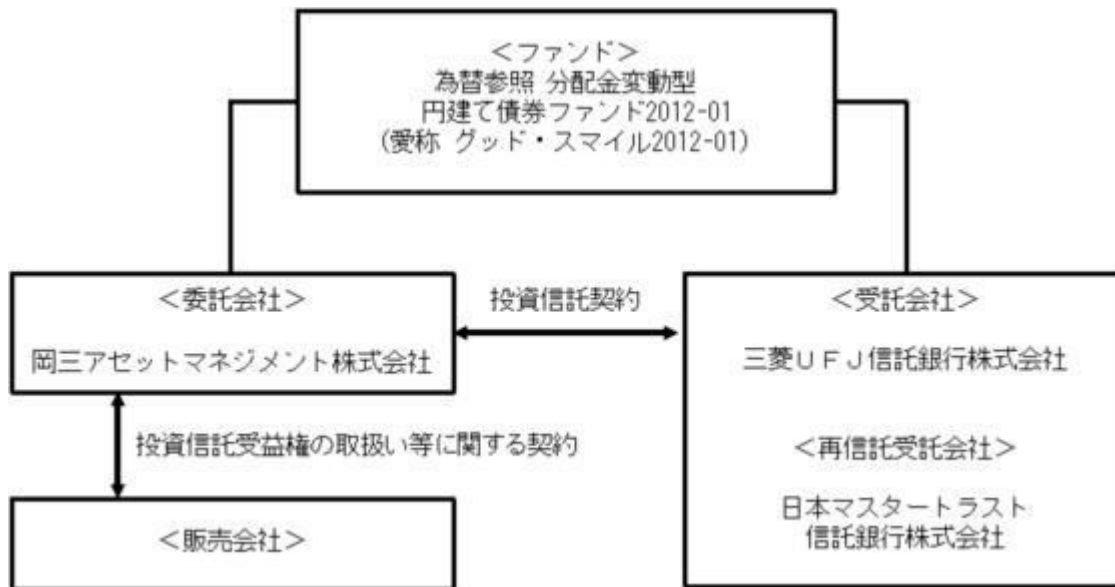 ＜ファンド＞
為替参照 分配金変動型
円建て債券ファンド2012-01
(愛称 グッド・スマイル2012-01)
＜委託会社＞
岡三アセットマネジメント株式会社
投資信託契約
＜受託会社＞
三菱ＵＦＪ信託銀行株式会社
＜再信託受託会社＞
日本マスタートラスト
信託銀行株式会社
投資信託受益権の取扱い等に関する契約
＜販売会社＞